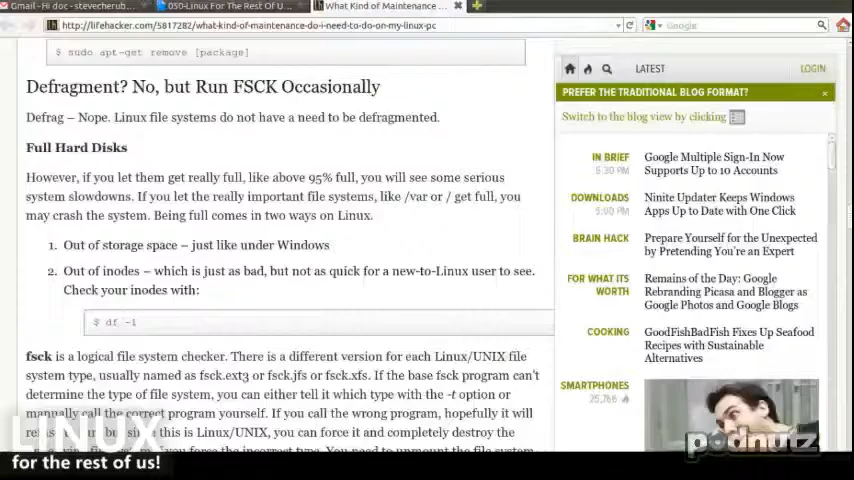 Gmail - Hi doc - stevecherub...
050-Linux For The Rest Of U...
What Kind of Maintenance ...
http://lifehacker.com/5817282/what-kind-of-maintenance-do-i-need-to-do-on-my-linux-pc
Google
$ sudo apt-get remove [package]
Defragment? No, but Run FSCK Occasionally
Defrag – Nope. Linux file systems do not have a need to be defragmented.
Full Hard Disks
However, if you let them get really full, like above 95% full, you will see some serious
system slowdowns. If you let the really important file systems, like /var or / get full, you
may crash the system. Being full comes in two ways on Linux.
1. Out of storage space – just like under Windows
2. Out of inodes – which is just as bad, but not as quick for a new-to-Linux user to see.
Check your inodes with:
$ df -i
fsck is a logical file system checker. There is a different version for each Linux/UNIX file
system type, usually named as fsck.ext3 or fsck.jfs or fsck.xfs. If the base fsck program can't
determine the type of file system, you can either tell it which type with the -t option or
manually call the correct program yourself. If you call the wrong program, hopefully it will
but since this is Linux/UNIX, you can force it and completely destroy the
LATEST
LOGIN
PREFER THE TRADITIONAL BLOG FORMAT?
×
Switch to the blog view by clicking
IN BRIEF
5:30 PM
Google Multiple Sign-In Now
Supports Up to 10 Accounts
DOWNLOADS
5:00 PM
Ninite Updater Keeps Windows
Apps Up to Date with One Click
BRAIN HACK
Prepare Yourself for the Unexpected
by Pretending You're an Expert
FOR WHAT ITS
WORTH
Remains of the Day: Google
Rebranding Picasa and Blogger as
Google Photos and Google Blogs
COOKING
GoodFishBadFish Fixes Up Seafood
Recipes with Sustainable
Alternatives
SMARTPHONES
25,766
podnutz
LINUX
for the rest of us!